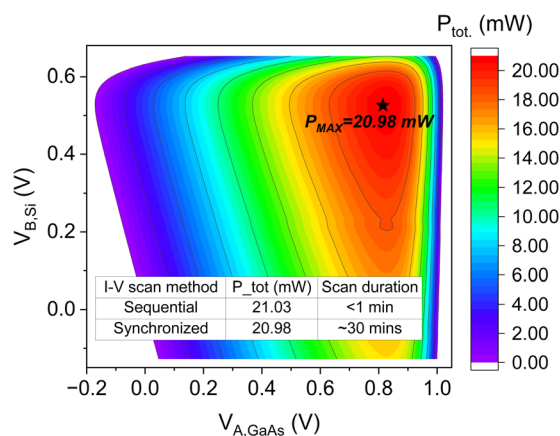 P_tot. (mW)
0.6
0.4
0.2
0.0
V_B,Si (V)
P_MAX=20.98 mW
I-V scan method P_tot (mW) Scan duration
Sequential 21.03 <1 min
Synchronized 20.98 ~30 mins
−0.2 0.0 0.2 0.4 0.6 0.8 1.0
V_A,GaAs (V)
20.00
18.00
16.00
14.00
12.00
10.00
8.00
6.00
4.00
2.00
0.00